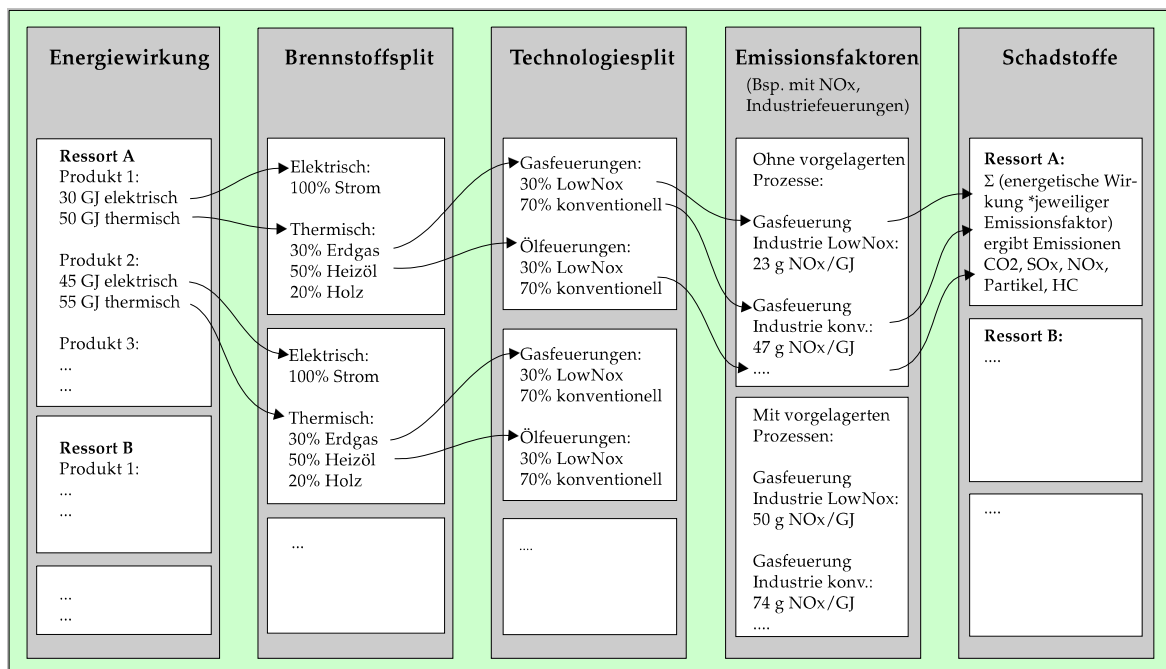 Energiewirkung
Ressort A
Produkt 1:
30 GJ elektrisch
50 GJ thermisch
Produkt 2:
45 GJ elektrisch
55 GJ thermisch
Produkt 3:
...
...
Ressort B
Produkt 1:
...
...
...
...
Brennstoffsplit
Elektrisch:
100% Strom
Thermisch:
30% Erdgas
50% Heizöl
20% Holz
Elektrisch:
100% Strom
Thermisch:
30% Erdgas
50% Heizöl
20% Holz
...
Technologiesplit
Gasfeuerungen:
30% LowNox
70% konventionell
Ölfeuerungen:
30% LowNox
70% konventionell
Gasfeuerungen:
30% LowNox
70% konventionell
Ölfeuerungen:
30% LowNox
70% konventionell
....
Emissionsfaktoren
(Bsp. mit NOx,
Industriefeuerungen)
Ohne vorgelagerten
Prozesse:
Gasfeuerung
Industrie LowNox:
23 g NOx/GJ
Gasfeuerung
Industrie konv.:
47 g NOx/GJ
....
Mit vorgelagerten
Prozessen:
Gasfeuerung
Industrie LowNox:
50 g NOx/GJ
Gasfeuerung
Industrie konv.:
74 g NOx/GJ
....
Schadstoffe
Ressort A:
Σ (energetische Wir-
kung *jeweiliger
Emissionsfaktor)
ergibt Emissionen
CO2, SOx, NOx,
Partikel, HC
Ressort B:
....
....